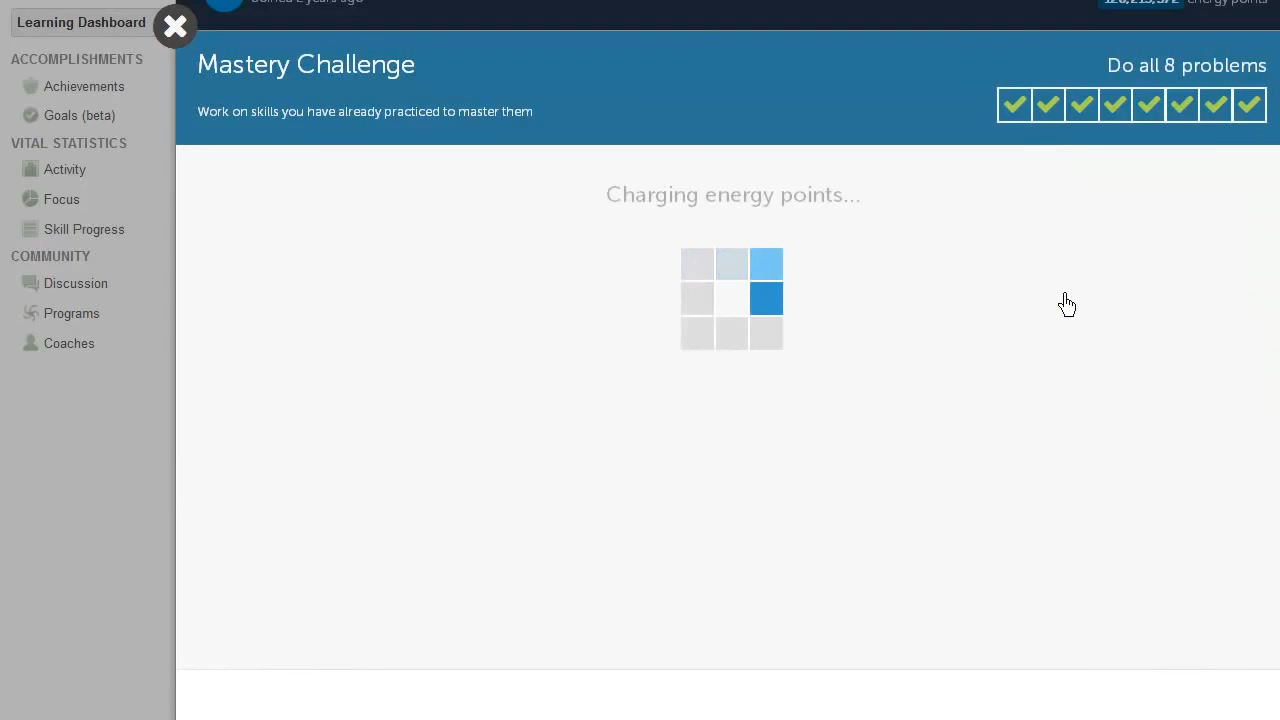 energy points
Learning Dashboard
Mastery Challenge
Do all 8 problems
Work on skills you have already practiced to master them
ACCOMPLISHMENTS
Achievements
Goals (beta)
VITAL STATISTICS
Activity
Focus
Skill Progress
COMMUNITY
Discussion
Programs
Coaches
Charging energy points...